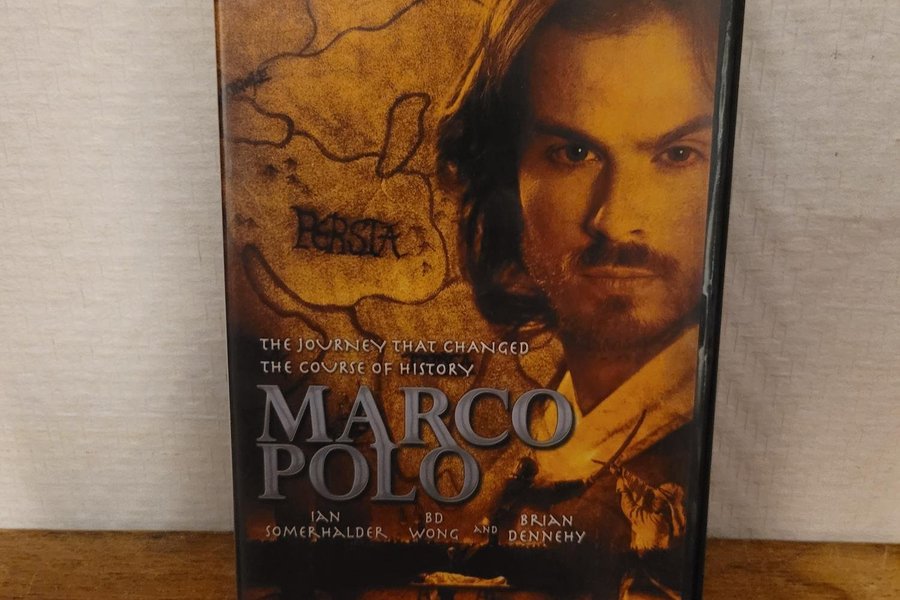 PERSIA
THE JOURNEY THAT CHANGED
THE COURSE OF HISTORY
MARCO
POLO
IAN BD BRIAN
SOMERHALDER WONG AND DENNEHY